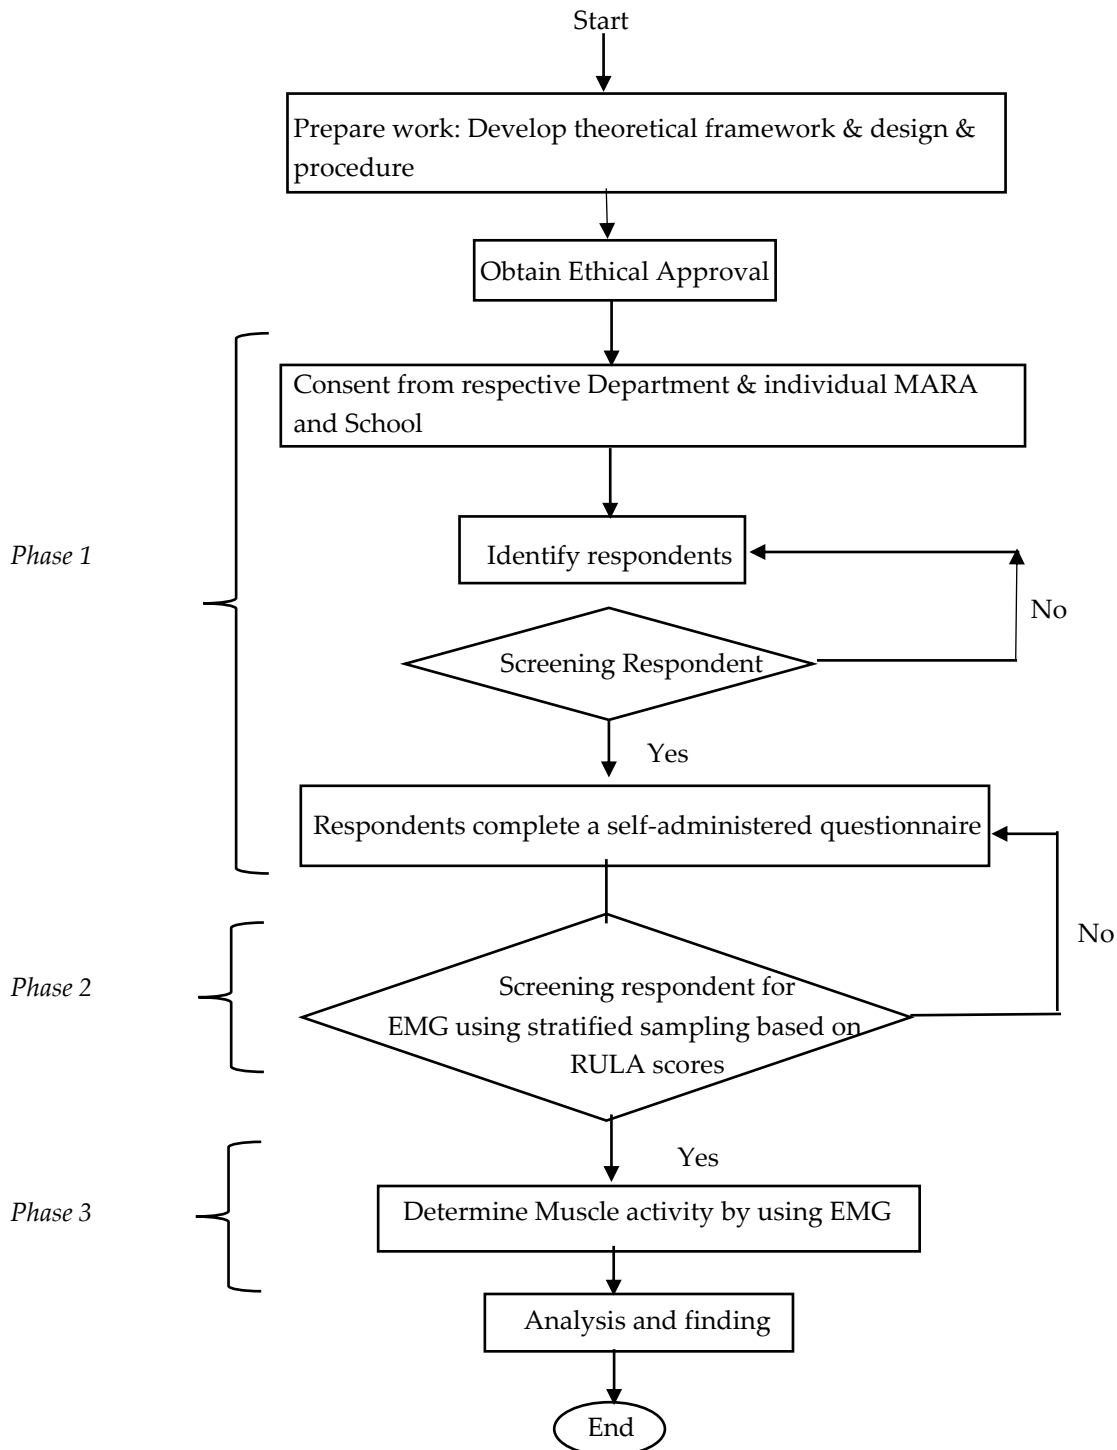 Start
Prepare work: Develop theoretical framework & design &
procedure
Obtain Ethical Approval
Consent from respective Department & individual MARA
and School
Phase 1
Identify respondents
No
Screening Respondent
Yes
Respondents complete a self-administered questionnaire
No
Phase 2
Screening respondent for
EMG using stratified sampling based on
RULA scores
Yes
Phase 3
Determine Muscle activity by using EMG
Analysis and finding
End